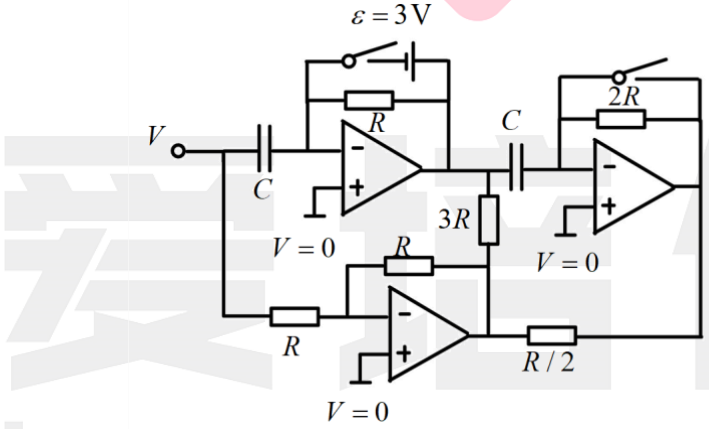 ε = 3V
R
2R
C
V
C
3R
V = 0
R
V = 0
R
R / 2
V = 0